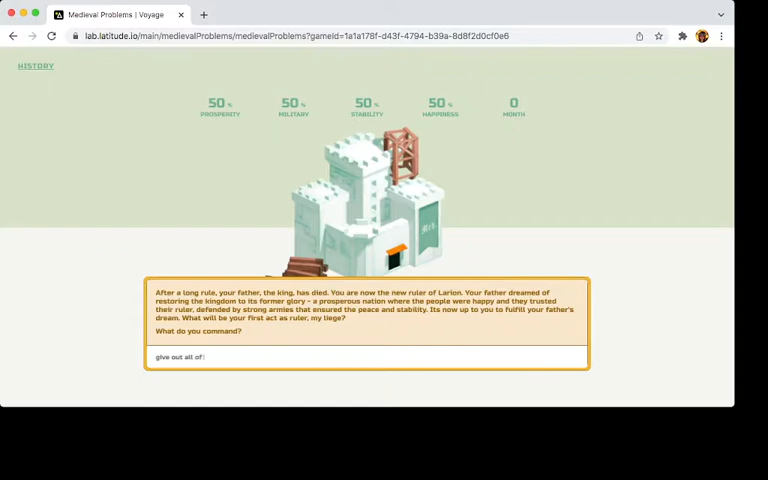 Medieval Problems | Voyage
lab.latitude.io/main/medievalProblems/medievalProblems?gameId=1a1a178f-d43f-4794-b39a-8d8f2d0cf0e6
HISTORY
50 % 50 % 50 % 50 % 0
PROSPERITY MILITARY STABILITY HAPPINESS MONTH
After a long rule, your father, the king, has died. You are now the new ruler of Larion. Your father dreamed of
restoring the kingdom to its former glory - a prosperous nation where the people were happy and they trusted
their ruler, defended by strong armies that ensured the peace and stability. Its now up to you to fulfill your father's
dream. What will be your first act as ruler, my liege?
What do you command?
give out all of